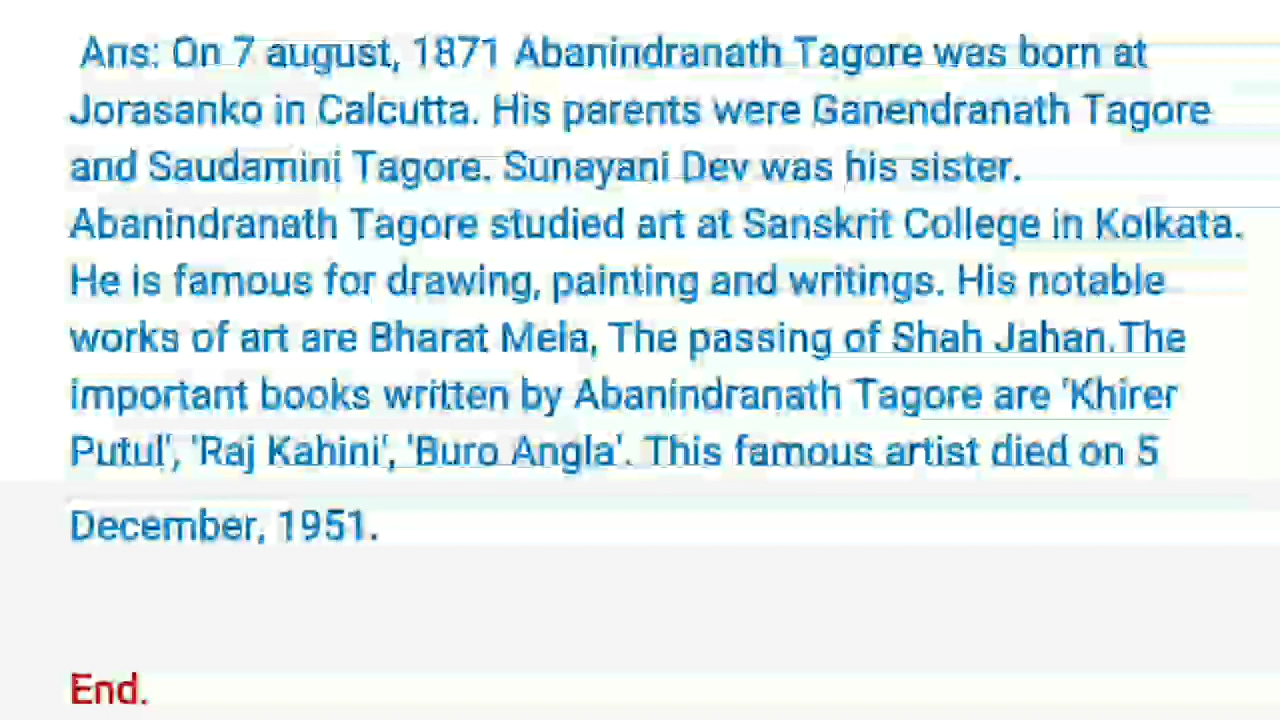 Ans: On 7 august, 1871 Abanindranath Tagore was born at
Jorasanko in Calcutta. His parents were Ganendranath Tagore
and Saudamini Tagore. Sunayani Dev was his sister.
Abanindranath Tagore studied art at Sanskrit College in Kolkata.
He is famous for drawing, painting and writings. His notable
works of art are Bharat Mela, The passing of Shah Jahan.The
important books written by Abanindranath Tagore are 'Khirer
Putul', 'Raj Kahini', 'Buro Angla'. This famous artist died on 5
December, 1951.
End.